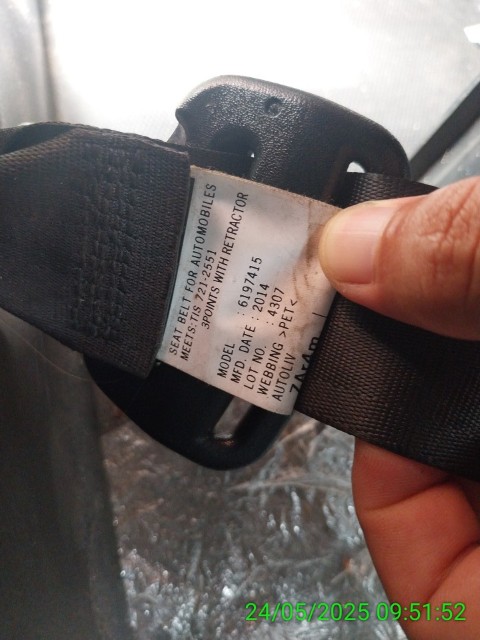 SEAT BELT FOR AUTOMOBILES
MEETS:TIS 721-2551
3POINTS WITH RETRACTOR
MODEL : 6197415
MFD. DATE : 2014
LOT NO. : 4307
WEBBING >PET<
AUTOLIV
24/05/2025 09:51:52